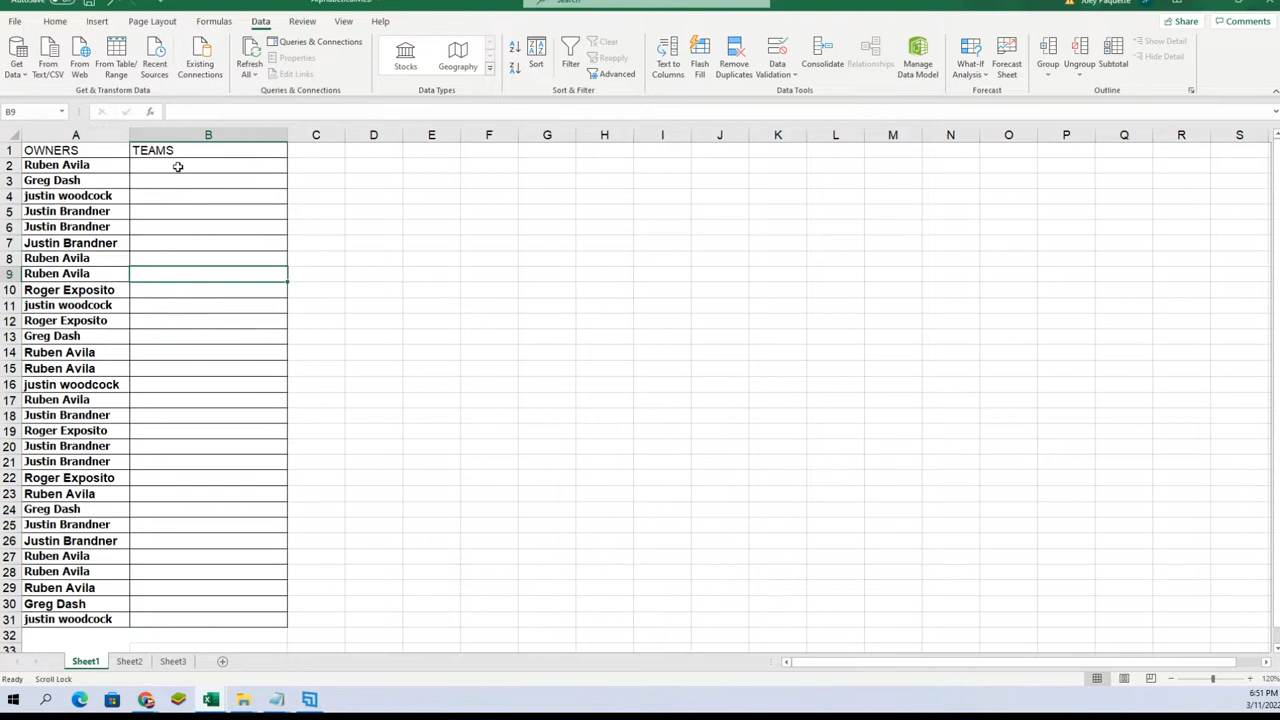 File Home Insert Page Layout Formulas Data Review View Help Share Comments
Get Data From Text/CSV From Web From Table/Range Recent Sources Existing Connections
Get & Transform Data
Refresh All Queries & Connections Properties Edit Links
Queries & Connections
Stocks Geography
Data Types
Sort Filter Clear Reapply Advanced
Sort & Filter
Text to Columns Flash Fill Remove Duplicates Data Validation Consolidate Relationships Manage Data Model
Data Tools
What-If Analysis Forecast Sheet
Forecast
Group Ungroup Subtotal Show Detail Hide Detail
Outline
B9 fx
A B C D E F G H I J K L M N O P Q R S
1 OWNERS TEAMS
2 Ruben Avila
3 Greg Dash
4 justin woodcock
5 Justin Brandner
6 Justin Brandner
7 Justin Brandner
8 Ruben Avila
9 Ruben Avila
10 Roger Exposito
11 justin woodcock
12 Roger Exposito
13 Greg Dash
14 Ruben Avila
15 Ruben Avila
16 justin woodcock
17 Ruben Avila
18 Justin Brandner
19 Roger Exposito
20 Justin Brandner
21 Justin Brandner
22 Roger Exposito
23 Ruben Avila
24 Greg Dash
25 Justin Brandner
26 Justin Brandner
27 Ruben Avila
28 Ruben Avila
29 Ruben Avila
30 Greg Dash
31 justin woodcock
32
33
Sheet1 Sheet2 Sheet3
Ready Scroll Lock 120%
6:51 PM